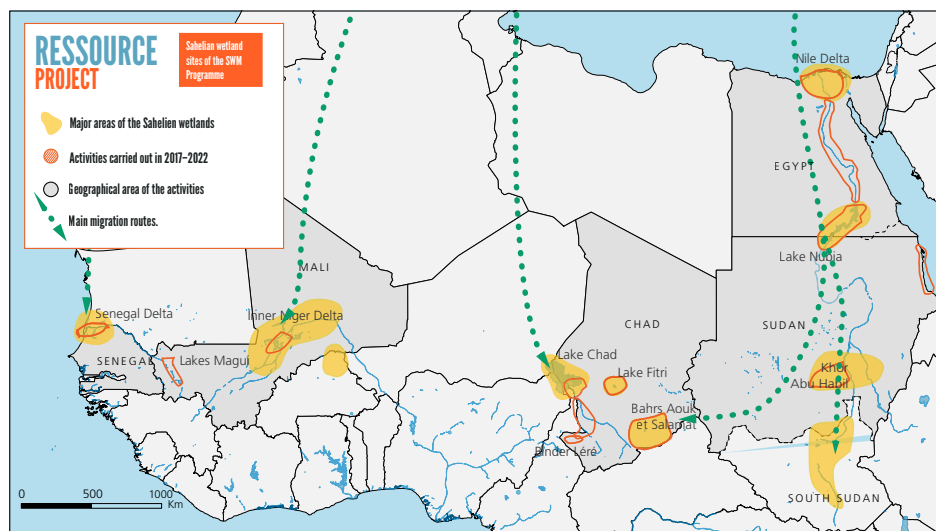 RESSOURCE
PROJECT
Sahelian wetland
sites of the SWM
Programme
Major areas of the Sahelien wetlands
Activities carried out in 2017–2022
Geographical area of the activities
Main migration routes.
Nile Delta
EGYPT
Lake Nubia
MALI
Senegal Delta
Inner Niger Delta
SENEGAL
Lakes Magui
CHAD
SUDAN
Lake Chad
Lake Fitri
Khor
Abu Habil
Bahrs Aouk
et Salamat
Binder Léré
SOUTH SUDAN
0 500 1000
Km